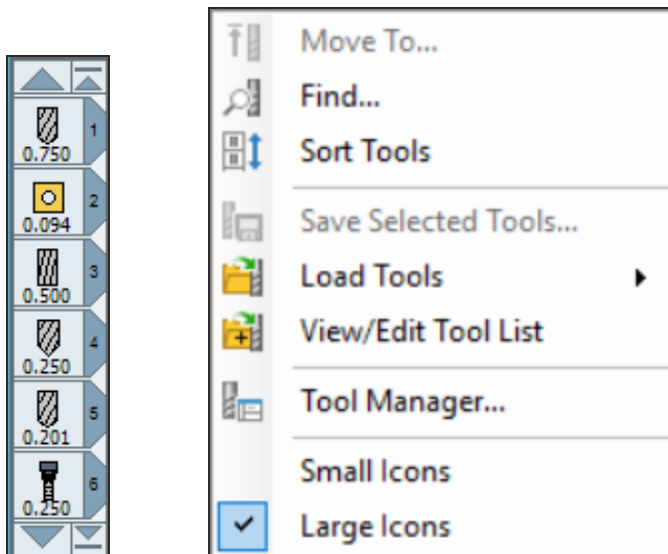 1
0.750
2
0.094
3
0.500
4
0.250
5
0.201
6
0.250
Move To...
Find...
Sort Tools
Save Selected Tools...
Load Tools
View/Edit Tool List
Tool Manager...
Small Icons
Large Icons